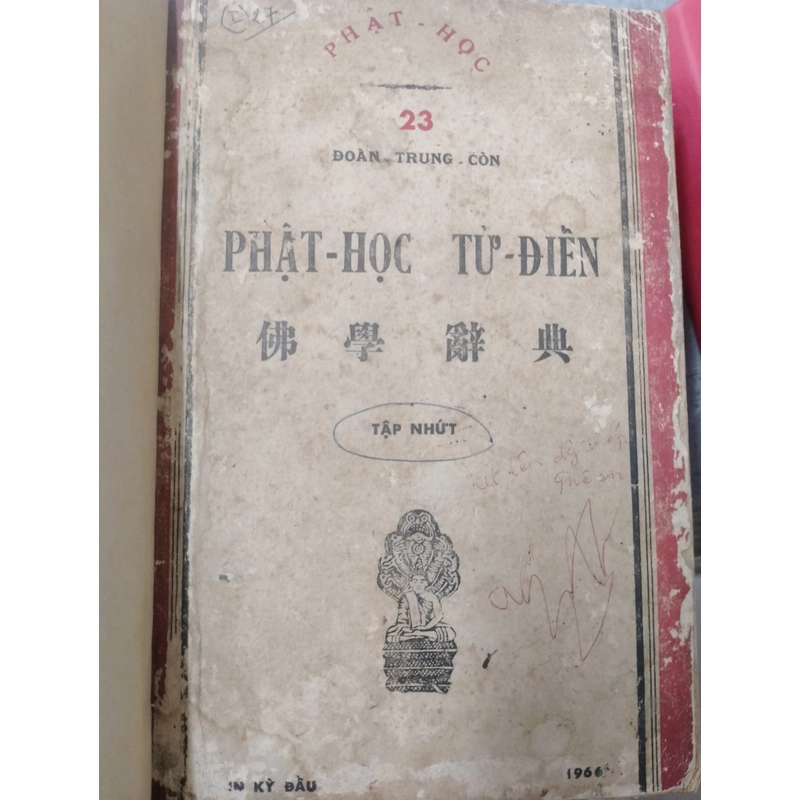 I 27
PHẬT - HỌC
23
ĐOÀN - TRUNG - CÒN
PHẬT-HỌC TỪ-ĐIỂN
佛學辭典
TẬP NHỨT
IN KỲ ĐẦU
1966